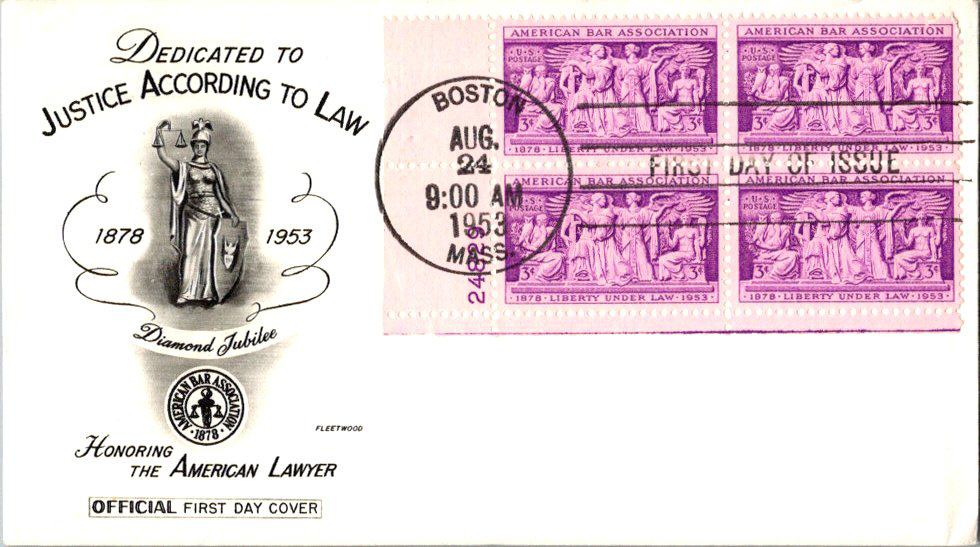 DEDICATED TO
JUSTICE ACCORDING TO LAW
1878 1953
Diamond Jubilee
AMERICAN BAR ASSOCIATION
· 1878 ·
FLEETWOOD
HONORING
THE AMERICAN LAWYER
OFFICIAL FIRST DAY COVER
BOSTON
AUG.
24
9:00 AM
1953
MASS.
FIRST DAY OF ISSUE
AMERICAN BAR ASSOCIATION
U·S·
POSTAGE
3¢ 3¢
1878 · LIBERTY UNDER LAW · 1953
AMERICAN BAR ASSOCIATION
U·S·
POSTAGE
3¢ 3¢
1878 · LIBERTY UNDER LAW · 1953
AMERICAN BAR ASSOCIATION
U·S·
POSTAGE
3¢ 3¢
1878 · LIBERTY UNDER LAW · 1953
AMERICAN BAR ASSOCIATION
U·S·
POSTAGE
3¢ 3¢
1878 · LIBERTY UNDER LAW · 1953